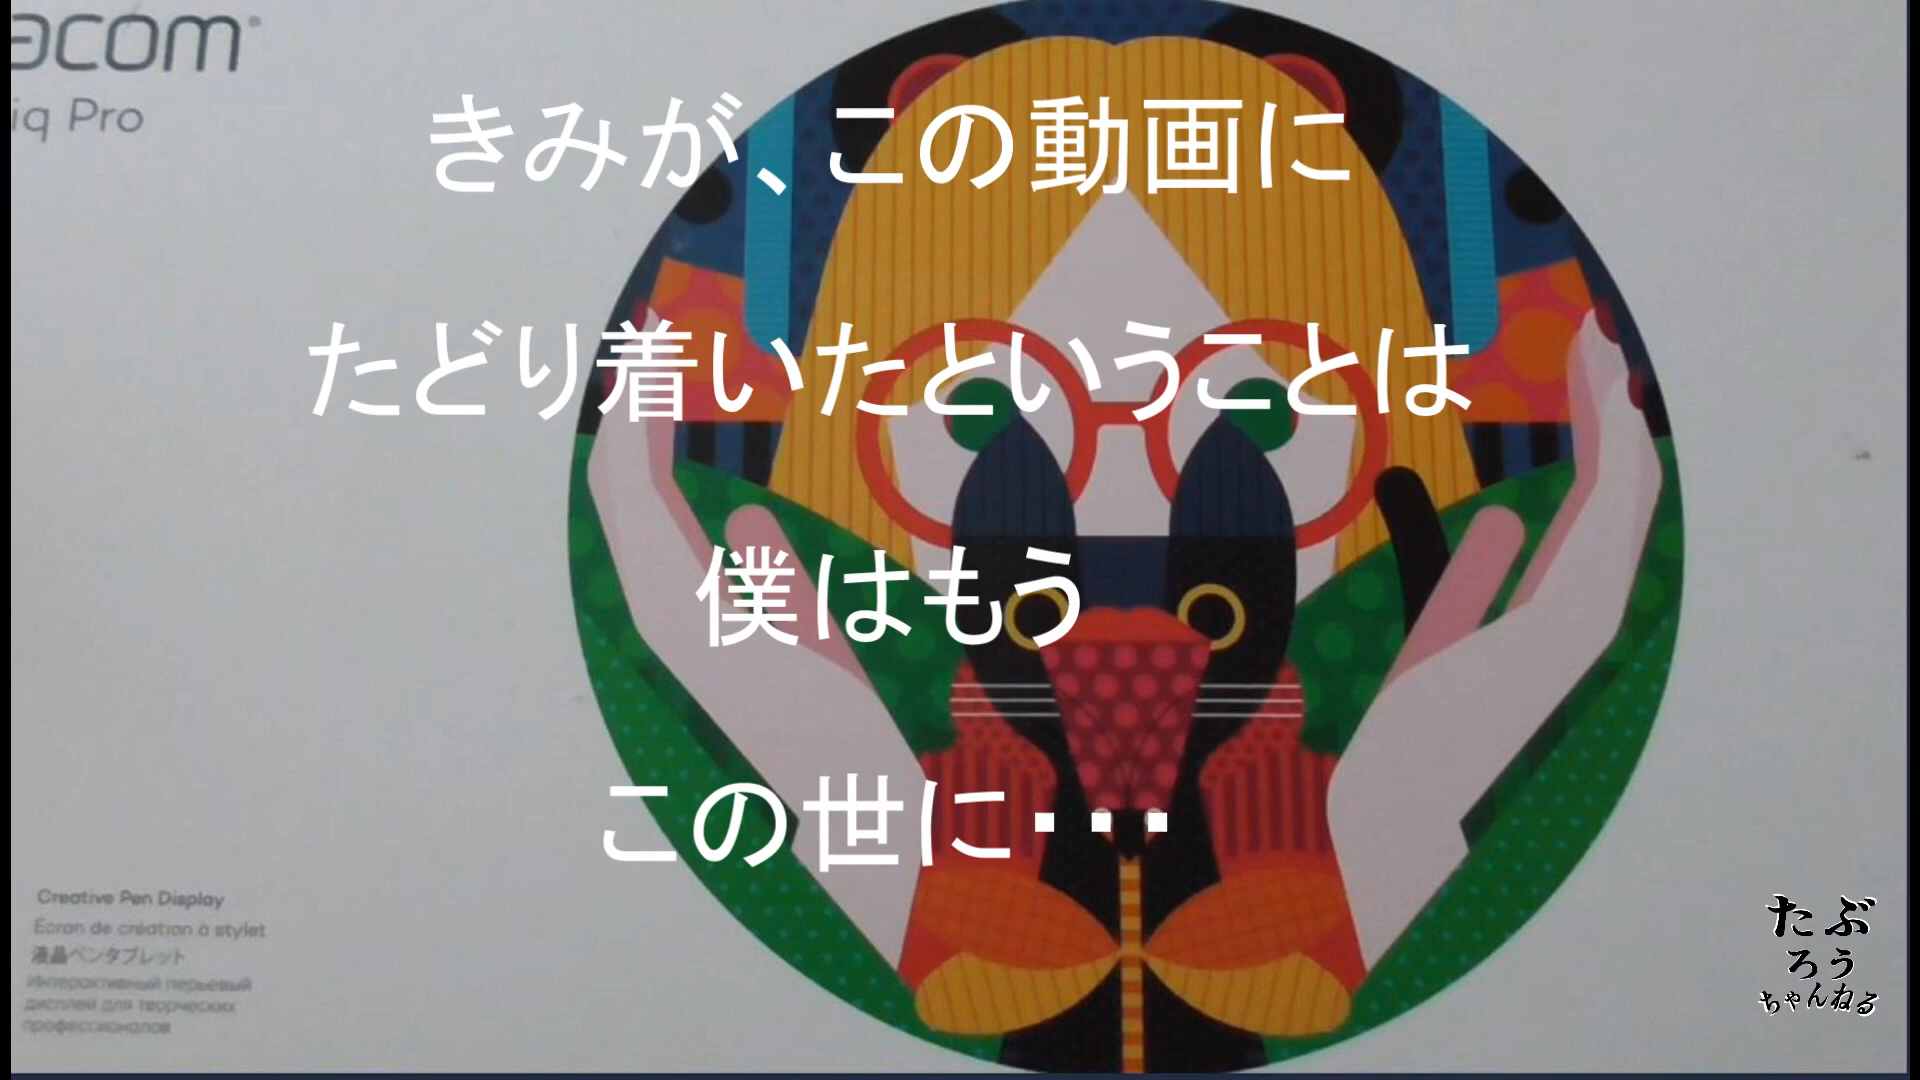 acom
iq Pro
きみが、この動画に
たどり着いたということは
僕はもう
この世に・・・
Creative Pen Display
Écran de création à stylet
液晶ペンタブレット
Интерактивный перьевой
дисплей для творческих
профессионалов
たぶ
ろう
ちゃんねる